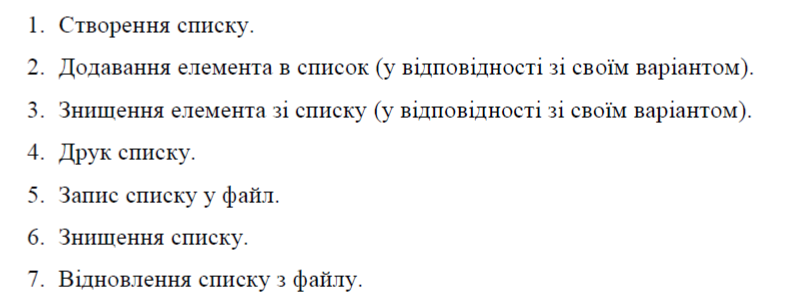 1. Створення списку.
2. Додавання елемента в список (у відповідності зі своїм варіантом).
3. Знищення елемента зі списку (у відповідності зі своїм варіантом).
4. Друк списку.
5. Запис списку у файл.
6. Знищення списку.
7. Відновлення списку з файлу.